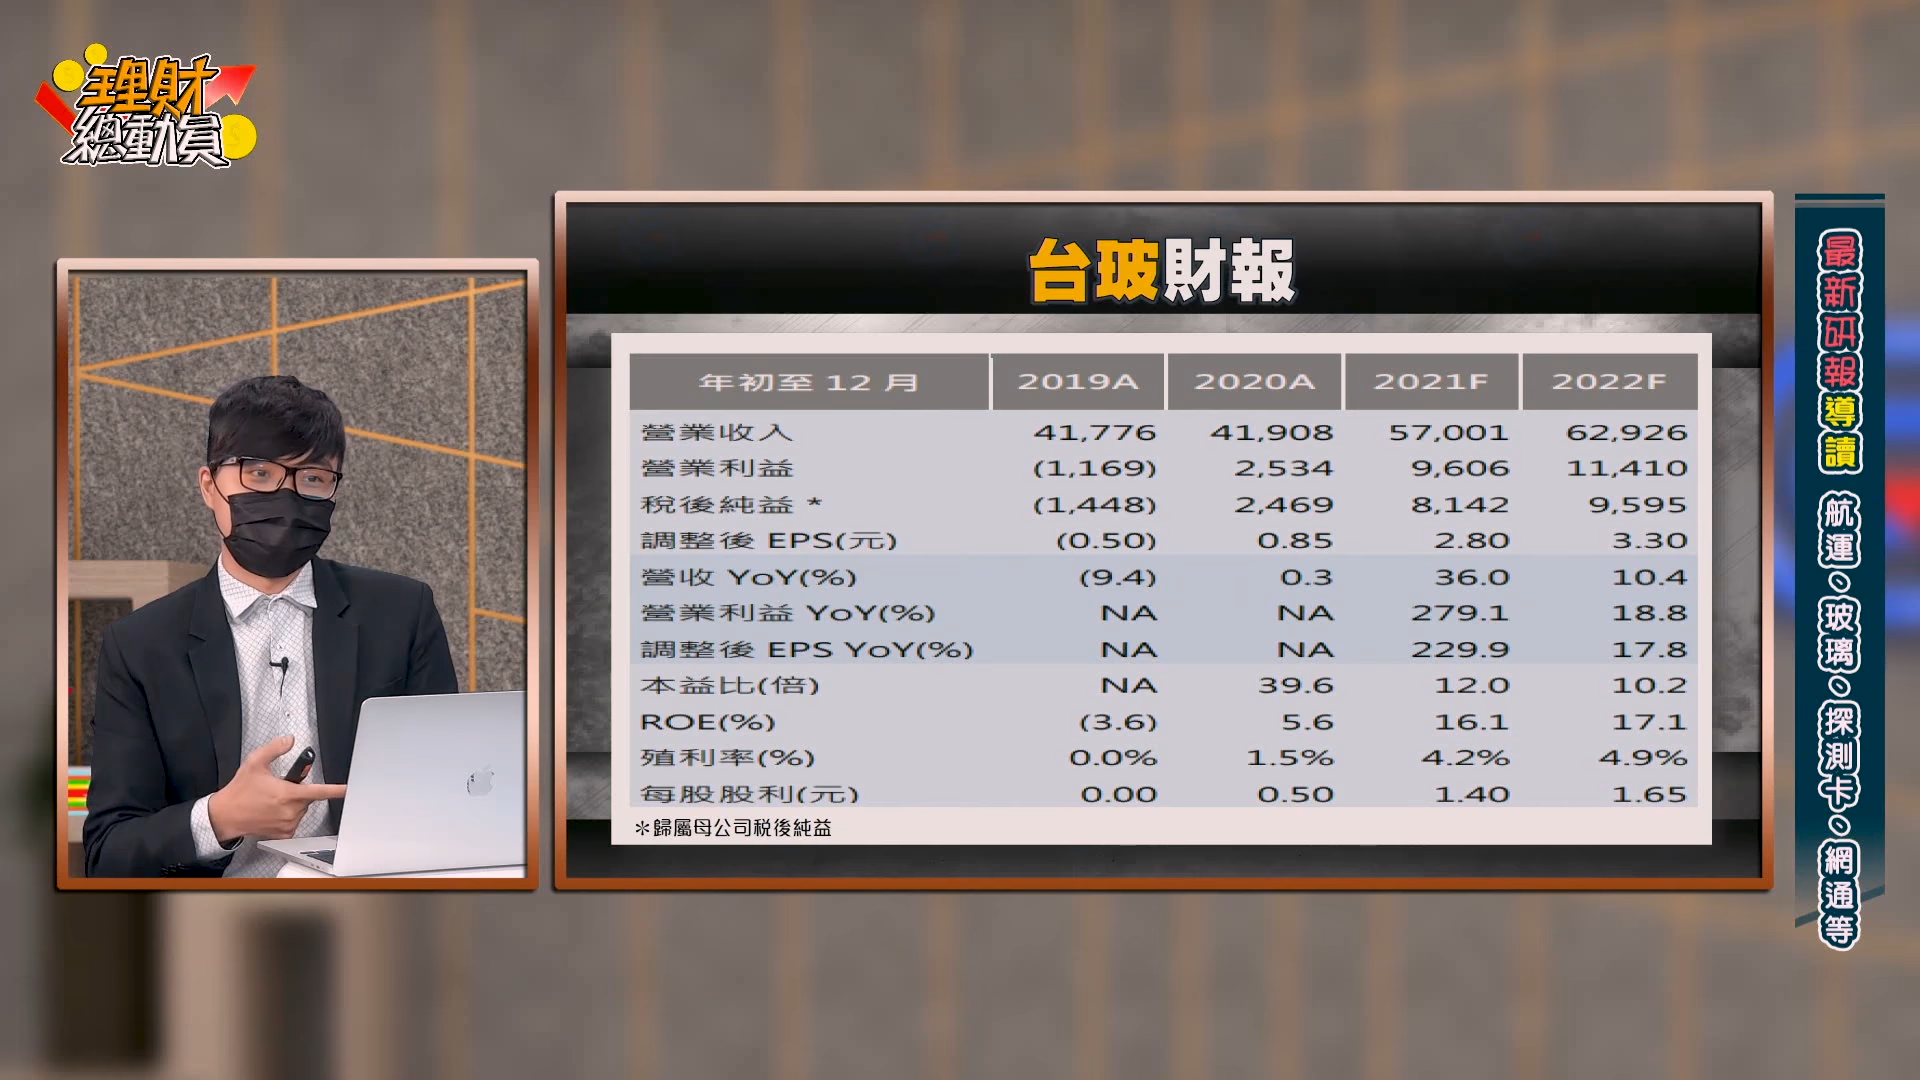 理財
總動員
台玻財報
年初至 12 月 2019A 2020A 2021F 2022F
營業收入 41,776 41,908 57,001 62,926
營業利益 (1,169) 2,534 9,606 11,410
稅後純益 * (1,448) 2,469 8,142 9,595
調整後 EPS(元) (0.50) 0.85 2.80 3.30
營收 YoY(%) (9.4) 0.3 36.0 10.4
營業利益 YoY(%) NA NA 279.1 18.8
調整後 EPS YoY(%) NA NA 229.9 17.8
本益比(倍) NA 39.6 12.0 10.2
ROE(%) (3.6) 5.6 16.1 17.1
殖利率(%) 0.0% 1.5% 4.2% 4.9%
每股股利(元) 0.00 0.50 1.40 1.65
＊歸屬母公司稅後純益
最新研報導讀 航運。玻璃。探測卡。網通等